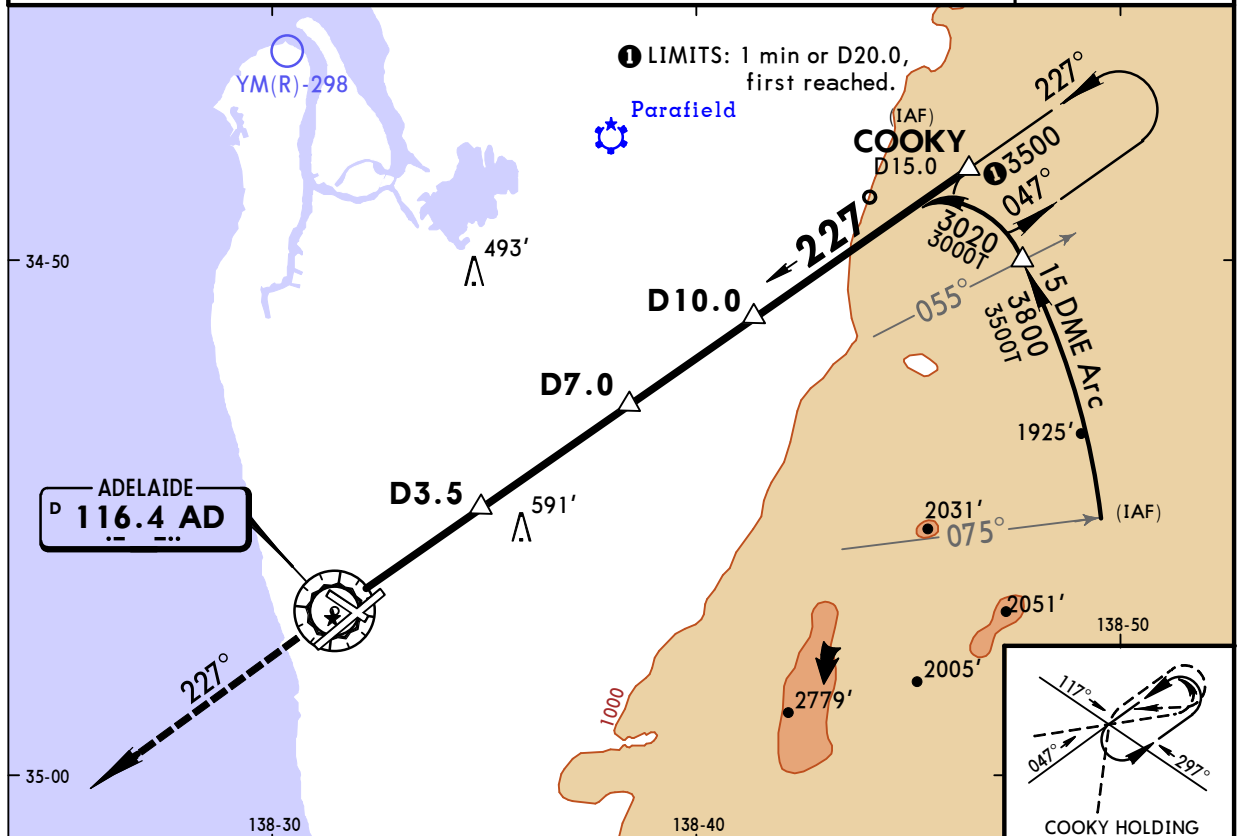 ❶ LIMITS: 1 min or D20.0,
first reached.
YM(R)-298
Parafield
(IAF)
COOKY
D15.0
227°
❶3500
047°
227°
3020
3000T
493'
34-50
055°
15 DME Arc
3800
3500T
D10.0
D7.0
1925'
ADELAIDE
D 116.4 AD
.– –..
D3.5
591'
2031'
075°
(IAF)
2051'
138-50
227°
2005'
2779'
1000
117°
047°
297°
35-00
138-30
138-40
COOKY HOLDING